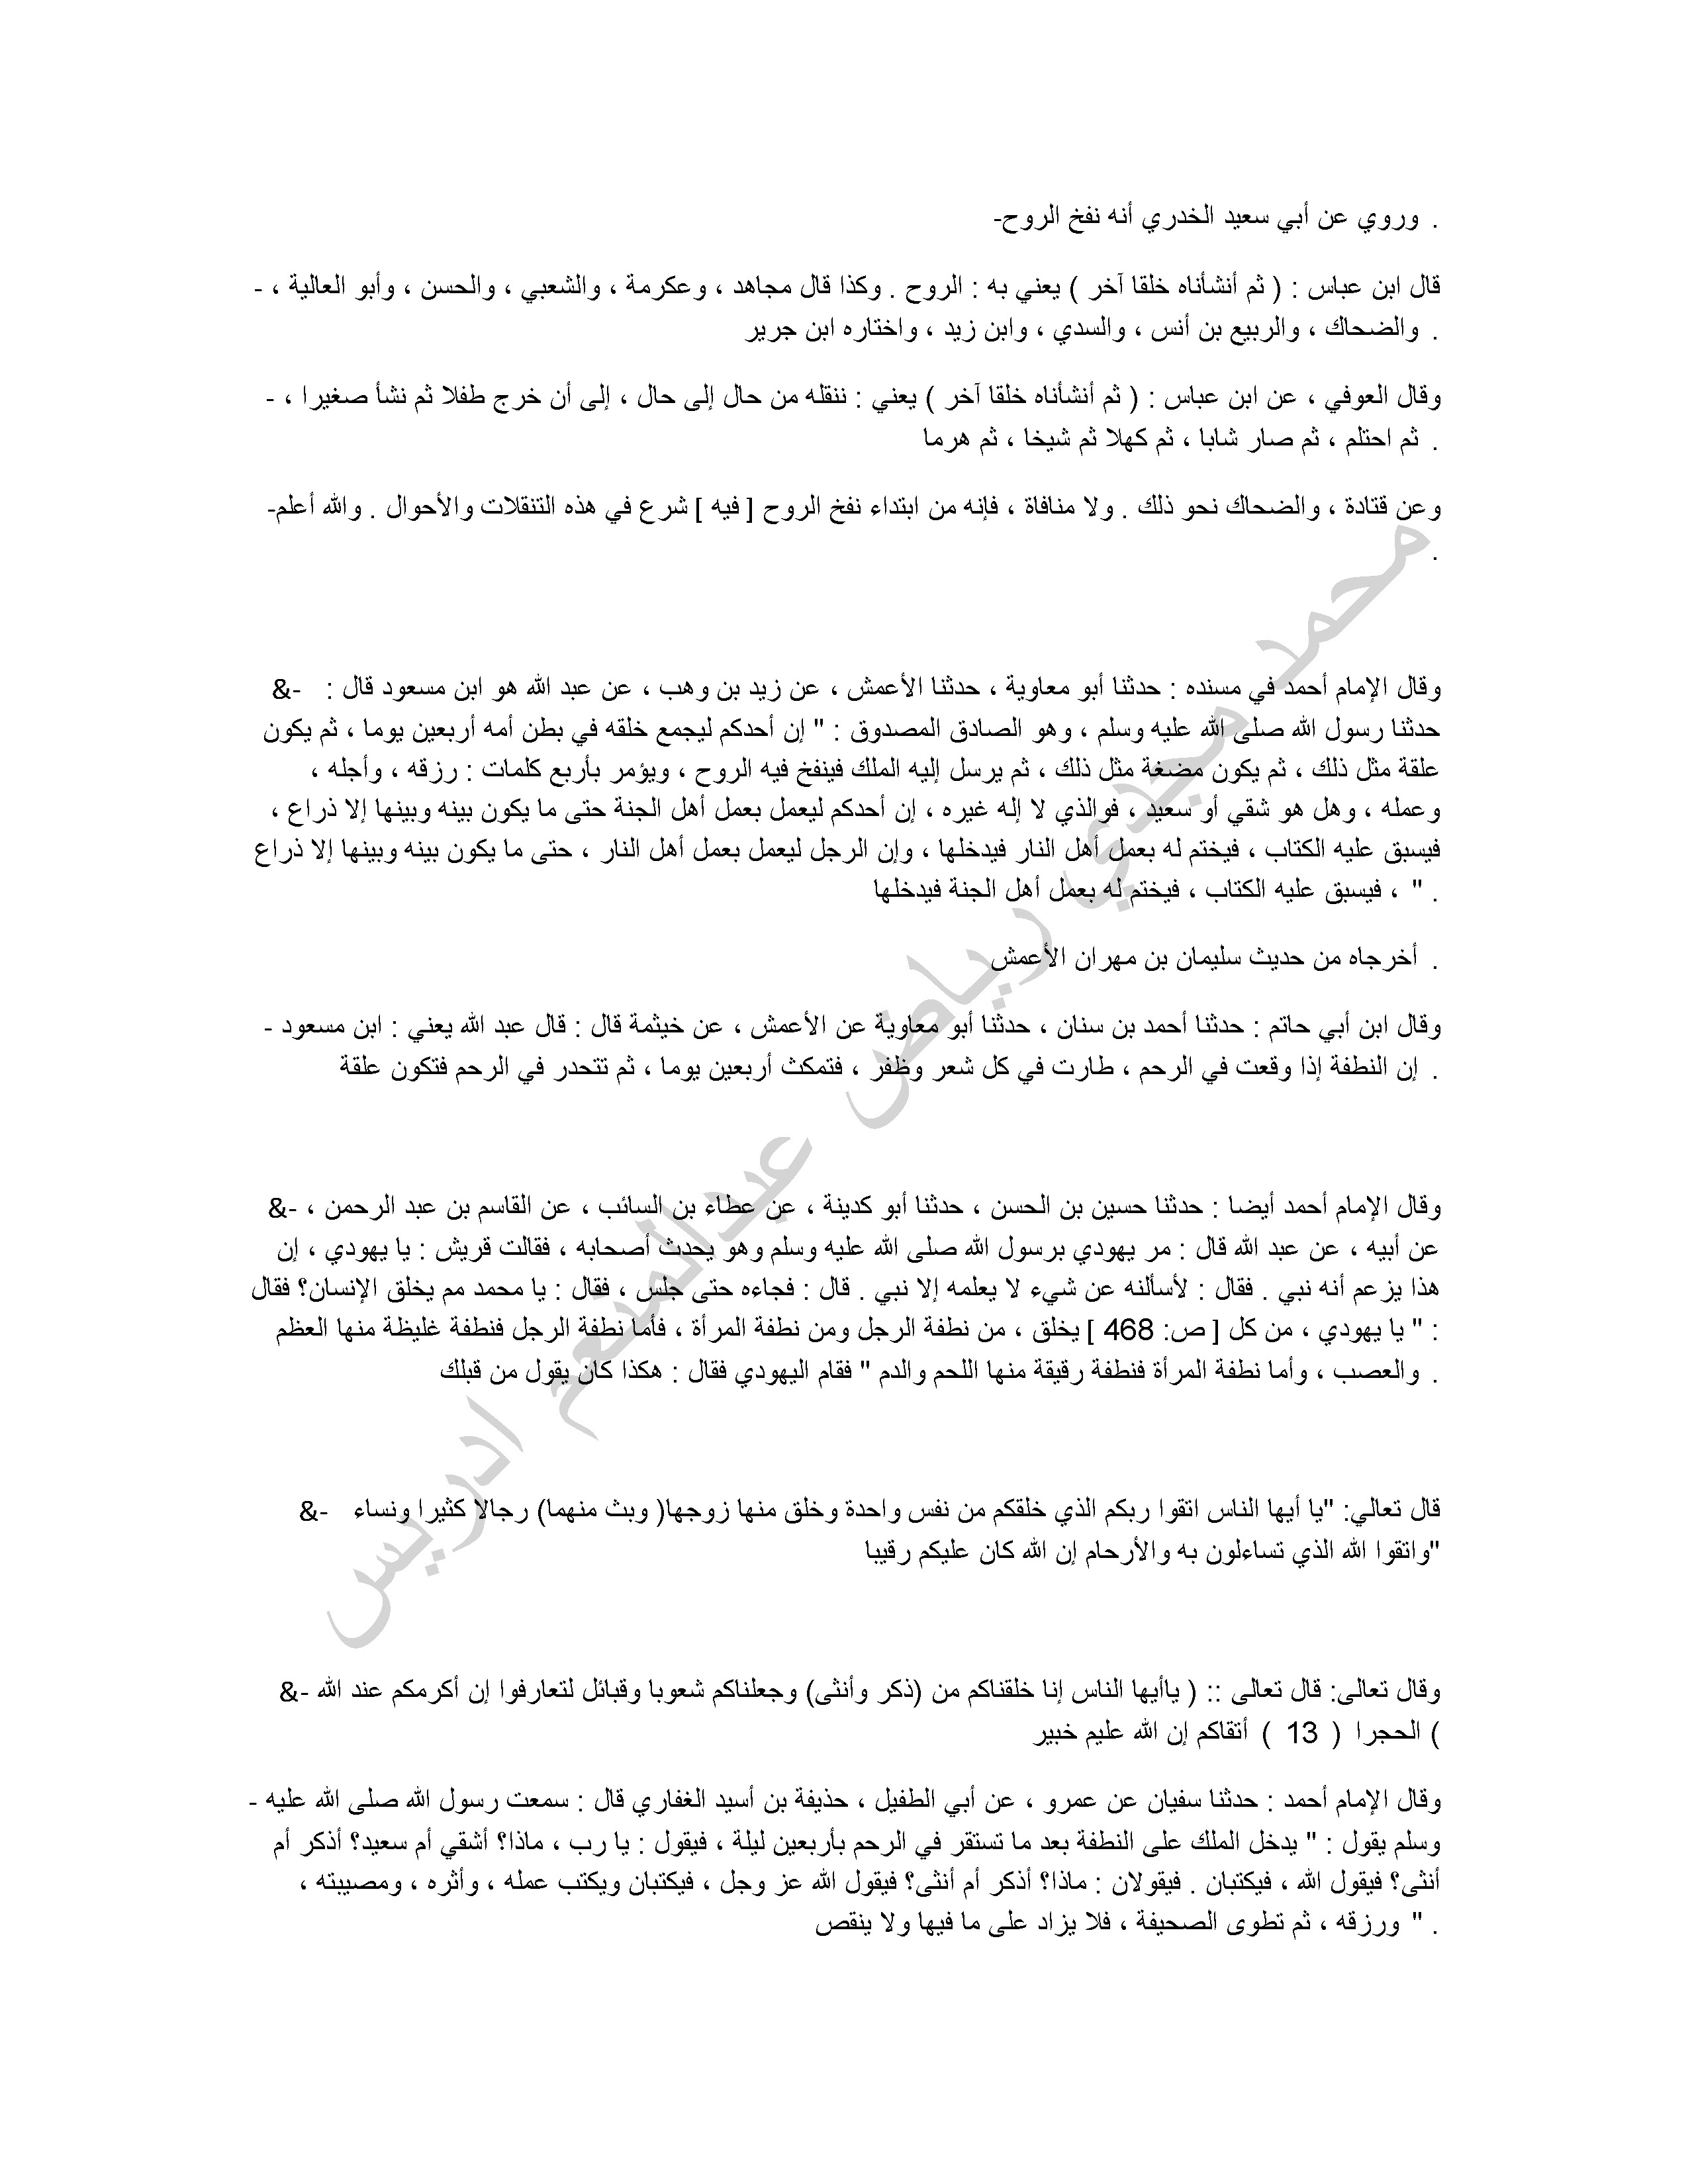 . وروي عن أبي سعيد الخدري أنه نفخ الروح-
قال ابن عباس : ( ثم أنشأناه خلقا آخر ) يعني به : الروح . وكذا قال مجاهد ، وعكرمة ، والشعبي ، والحسن ، وأبو العالية ، -
. والضحاك ، والربيع بن أنس ، والسدي ، وابن زيد ، واختاره ابن جرير
وقال العوفي ، عن ابن عباس : ( ثم أنشأناه خلقا آخر ) يعني : ننقله من حال إلى حال ، إلى أن خرج طفلا ثم نشأ صغيرا ، -
. ثم احتلم ، ثم صار شابا ، ثم كهلا ثم شيخا ، ثم هرما
وعن قتادة ، والضحاك نحو ذلك . ولا منافاة ، فإنه من ابتداء نفخ الروح [ فيه ] شرع في هذه التنقلات والأحوال . والله أعلم-
.
وقال الإمام أحمد في مسنده : حدثنا أبو معاوية ، حدثنا الأعمش ، عن زيد بن وهب ، عن عبد الله هو ابن مسعود قال : -&
حدثنا رسول الله صلى الله عليه وسلم ، وهو الصادق المصدوق : " إن أحدكم ليجمع خلقه في بطن أمه أربعين يوما ، ثم يكون
علقة مثل ذلك ، ثم يكون مضغة مثل ذلك ، ثم يرسل إليه الملك فينفخ فيه الروح ، ويؤمر بأربع كلمات : رزقه ، وأجله ،
وعمله ، وهل هو شقي أو سعيد ، فوالذي لا إله غيره ، إن أحدكم ليعمل بعمل أهل الجنة حتى ما يكون بينه وبينها إلا ذراع ،
فيسبق عليه الكتاب ، فيختم له بعمل أهل النار فيدخلها ، وإن الرجل ليعمل بعمل أهل النار ، حتى ما يكون بينه وبينها إلا ذراع
. " ، فيسبق عليه الكتاب ، فيختم له بعمل أهل الجنة فيدخلها
. أخرجاه من حديث سليمان بن مهران الأعمش
وقال ابن أبي حاتم : حدثنا أحمد بن سنان ، حدثنا أبو معاوية عن الأعمش ، عن خيثمة قال : قال عبد الله يعني : ابن مسعود -
. إن النطفة إذا وقعت في الرحم ، طارت في كل شعر وظفر ، فتمكث أربعين يوما ، ثم تتحدر في الرحم فتكون علقة
وقال الإمام أحمد أيضا : حدثنا حسين بن الحسن ، حدثنا أبو كدينة ، عن عطاء بن السائب ، عن القاسم بن عبد الرحمن ، -&
عن أبيه ، عن عبد الله قال : مر يهودي برسول الله صلى الله عليه وسلم وهو يحدث أصحابه ، فقالت قريش : يا يهودي ، إن
هذا يزعم أنه نبي . فقال : لأسألنه عن شيء لا يعلمه إلا نبي . قال : فجاءه حتى جلس ، فقال : يا محمد مم يخلق الإنسان؟ فقال
: " يا يهودي ، من كل [ ص: 468 ] يخلق ، من نطفة الرجل ومن نطفة المرأة ، فأما نطفة الرجل فنطفة غليظة منها العظم
. والعصب ، وأما نطفة المرأة فنطفة رقيقة منها اللحم والدم " فقام اليهودي فقال : هكذا كان يقول من قبلك
قال تعالي: "يا أيها الناس اتقوا ربكم الذي خلقكم من نفس واحدة وخلق منها زوجها( وبث منهما) رجالا كثيرا ونساء -&
"واتقوا الله الذي تساءلون به والأرحام إن الله كان عليكم رقيبا
وقال تعالى: قال تعالى :: ( ياأيها الناس إنا خلقناكم من (ذكر وأنثى) وجعلناكم شعوبا وقبائل لتعارفوا إن أكرمكم عند الله -&
) الحجرا ( 13 ) أتقاكم إن الله عليم خبير
وقال الإمام أحمد : حدثنا سفيان عن عمرو ، عن أبي الطفيل ، حذيفة بن أسيد الغفاري قال : سمعت رسول الله صلى الله عليه -
وسلم يقول : " يدخل الملك على النطفة بعد ما تستقر في الرحم بأربعين ليلة ، فيقول : يا رب ، ماذا؟ أشقي أم سعيد؟ أذكر أم
أنثى؟ فيقول الله ، فيكتبان . فيقولان : ماذا؟ أذكر أم أنثى؟ فيقول الله عز وجل ، فيكتبان ويكتب عمله ، وأثره ، ومصيبته ،
. " ورزقه ، ثم تطوى الصحيفة ، فلا يزاد على ما فيها ولا ينقص
محمد مجدي رياض عبدالمنعم ادريس